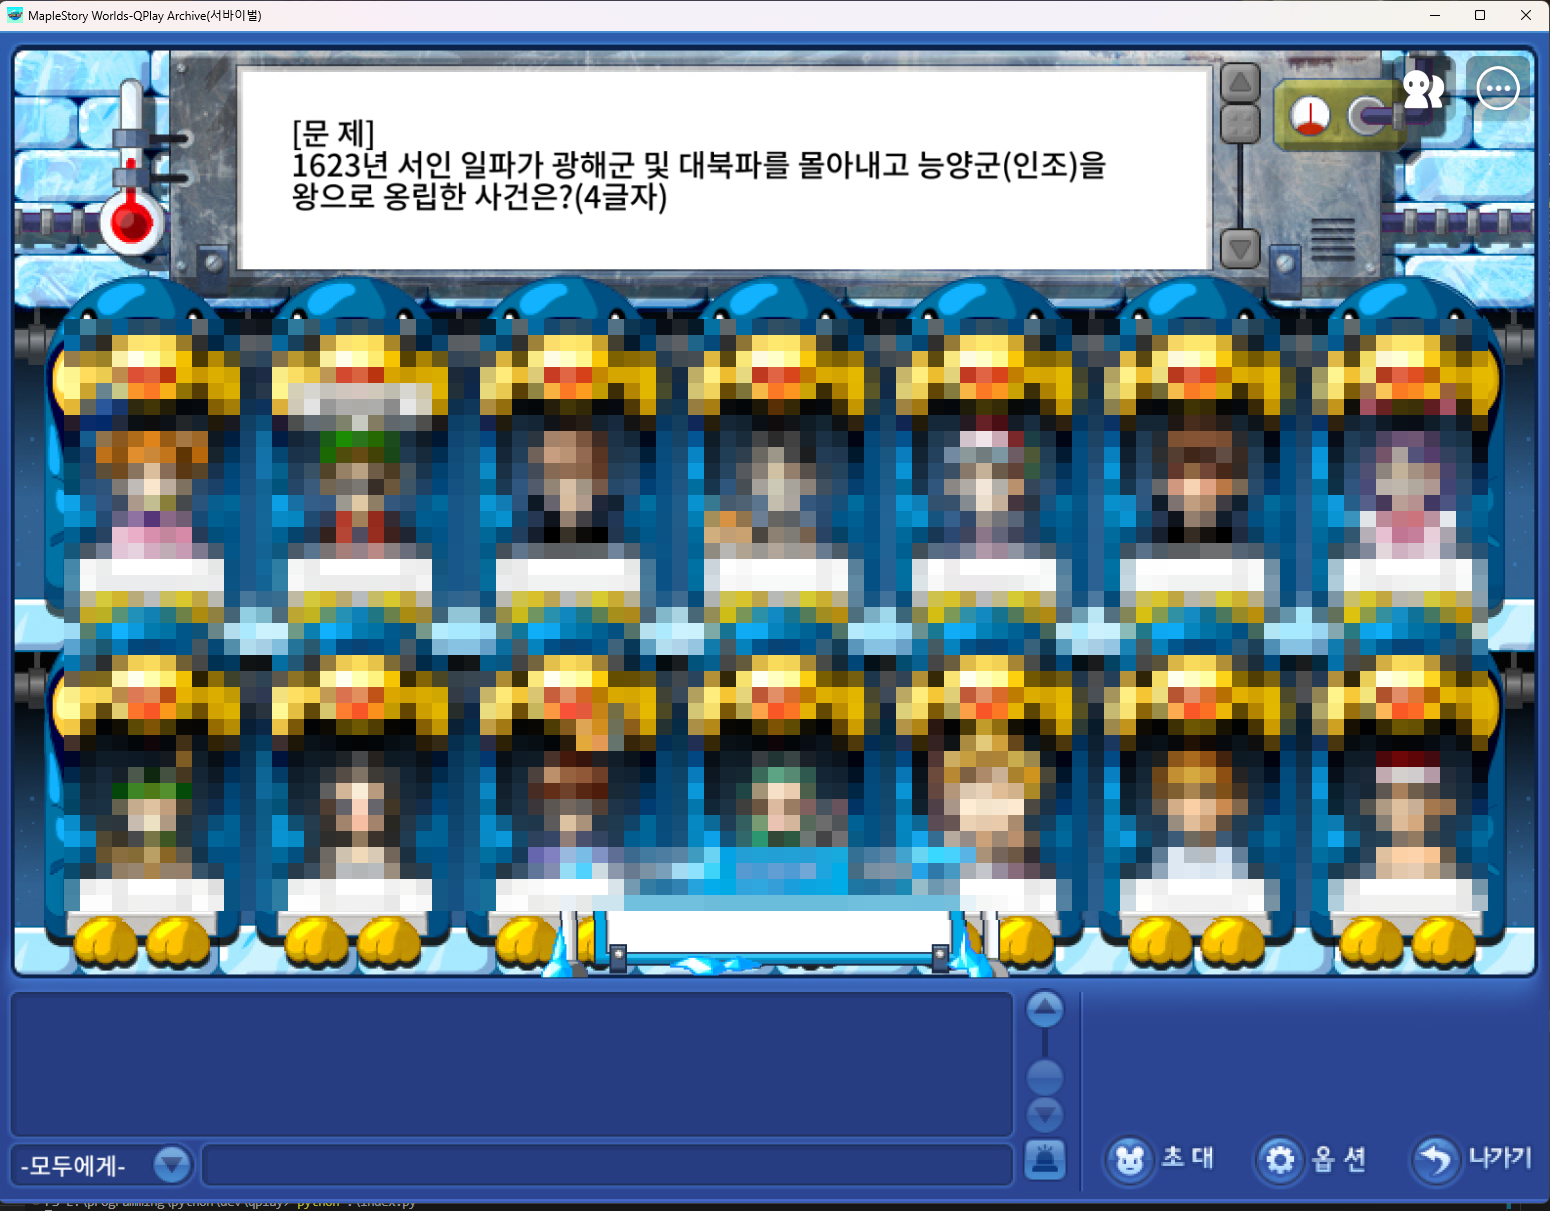 MapleStory Worlds-QPlay Archive(서바이벌)
[문 제]
1623년 서인 일파가 광해군 및 대북파를 몰아내고 능양군(인조)을
왕으로 옹립한 사건은?(4글자)
-모두에게-
초 대
옵 션
나가기